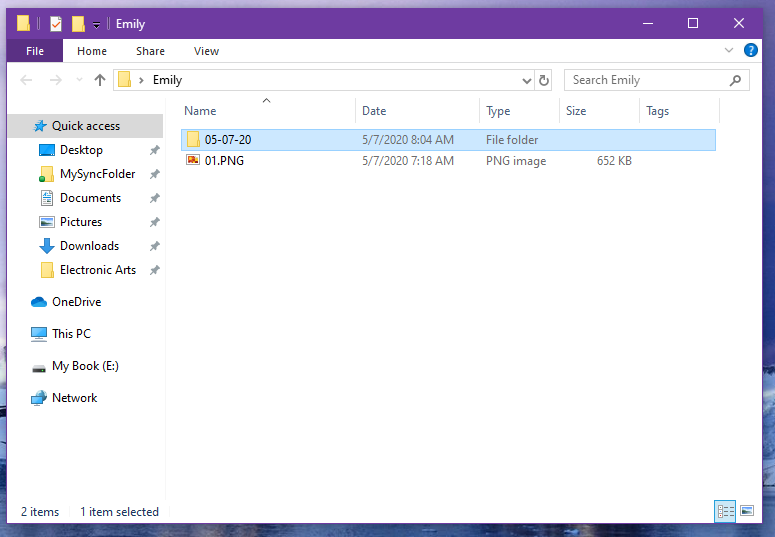 Emily
File Home Share View
Emily Search Emily
Name Date Type Size Tags
Quick access
05-07-20 5/7/2020 8:04 AM File folder
Desktop
01.PNG 5/7/2020 7:18 AM PNG image 652 KB
MySyncFolder
Documents
Pictures
Downloads
Electronic Arts
OneDrive
This PC
My Book (E:)
Network
2 items 1 item selected